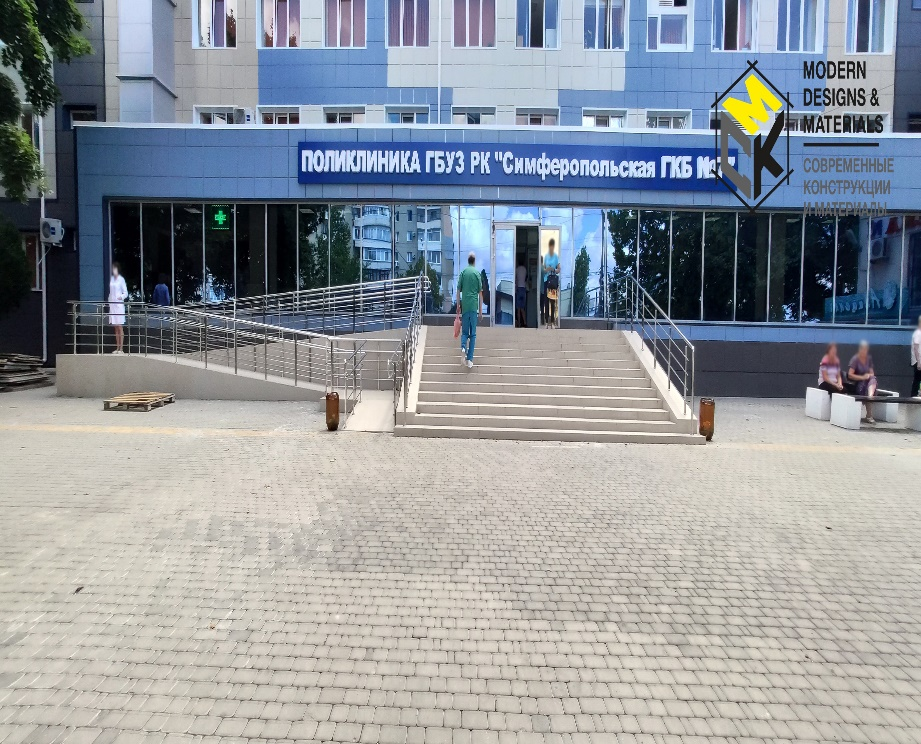 ПОЛИКЛИНИКА ГБУЗ РК "Симферопольская ГКБ
MODERN
DESIGNS &
MATERIALS
СОВРЕМЕННЫЕ
КОНСТРУКЦИИ
И МАТЕРИАЛЫ